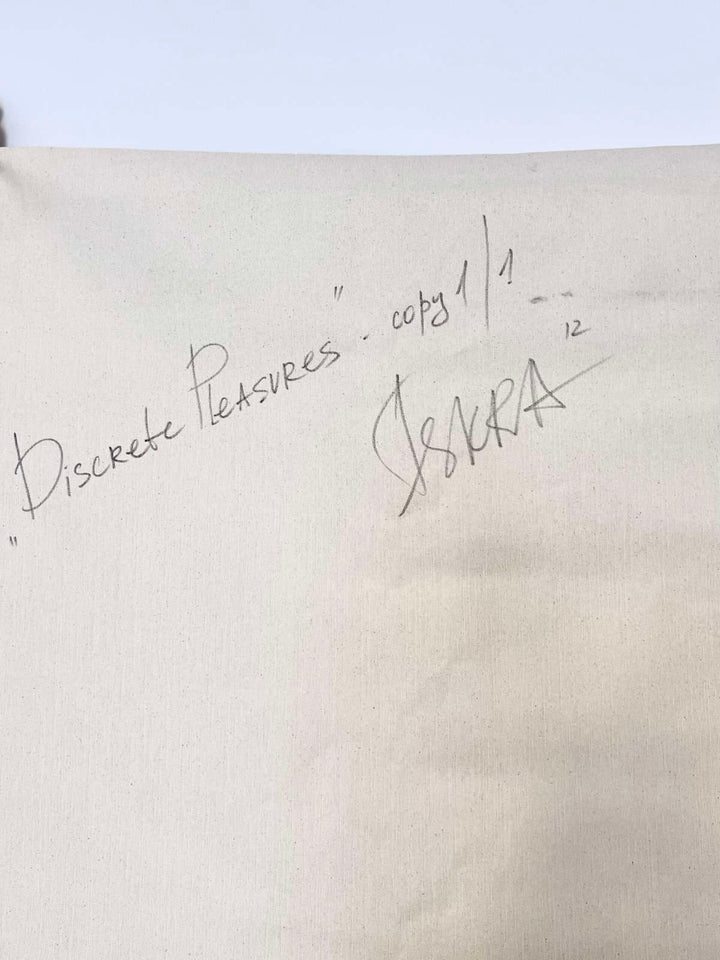 "Discrete Pleasures" - copy 1/1
ISKRA 12